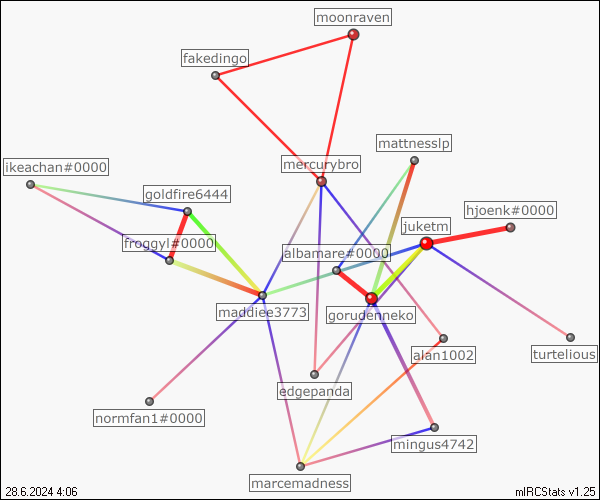 moonraven
fakedingo
mattnesslp
mercurybro
ikeachan#0000
goldfire6444
hjoenk#0000
juketm
froggyl#0000
albamare#0000
maddiee3773
gorudenneko
alan1002
turtelious
edgepanda
normfan1#0000
mingus4742
marcemadness
28.6.2024 4:06
mIRCStats v1.25